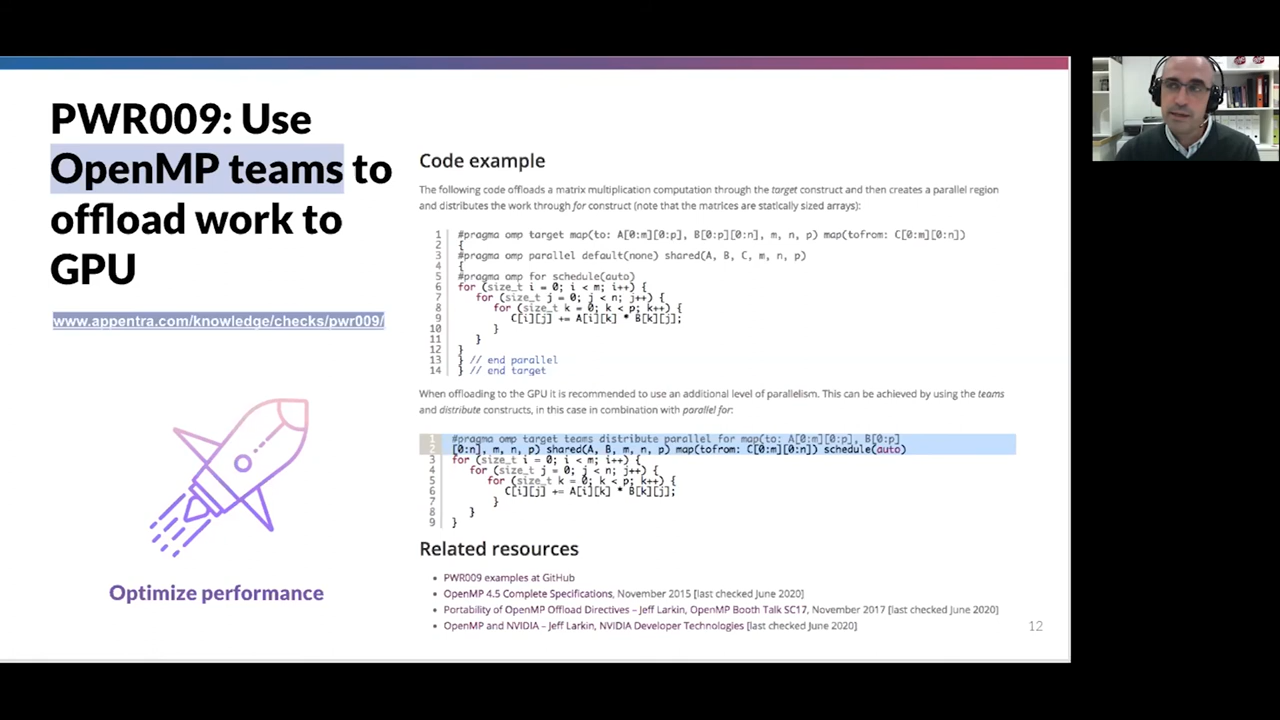 PWR009: Use
OpenMP teams to
offload work to
GPU
www.appentra.com/knowledge/checks/pwr009/
Optimize performance
Code example
The following code offloads a matrix multiplication computation through the target construct and then creates a parallel region
and distributes the work through for construct (note that the matrices are statically sized arrays):
1 #pragma omp target map(to: A[0:m][0:p], B[0:p][0:n], m, n, p) map(tofrom: C[0:m][0:n])
2 {
3 #pragma omp parallel default(none) shared(A, B, C, m, n, p)
4 {
5 #pragma omp for schedule(auto)
6 for (size_t i = 0; i < m; i++) {
7 for (size_t j = 0; j < n; j++) {
8 for (size_t k = 0; k < p; k++) {
9 C[i][j] += A[i][k] * B[k][j];
10 }
11 }
12 }
13 } // end parallel
14 } // end target
When offloading to the GPU it is recommended to use an additional level of parallelism. This can be achieved by using the teams
and distribute constructs, in this case in combination with parallel for:
1 #pragma omp target teams distribute parallel for map(to: A[0:m][0:p], B[0:p]
2 [0:n], m, n, p) shared(A, B, m, n, p) map(tofrom: C[0:m][0:n]) schedule(auto)
3 for (size_t i = 0; i < m; i++) {
4 for (size_t j = 0; j < n; j++) {
5 for (size_t k = 0; k < p; k++) {
6 C[i][j] += A[i][k] * B[k][j];
7 }
8 }
9 }
Related resources
• PWR009 examples at GitHub
• OpenMP 4.5 Complete Specifications, November 2015 [last checked June 2020]
• Portability of OpenMP Offload Directives – Jeff Larkin, OpenMP Booth Talk SC17, November 2017 [last checked June 2020]
• OpenMP and NVIDIA – Jeff Larkin, NVIDIA Developer Technologies [last checked June 2020]
12